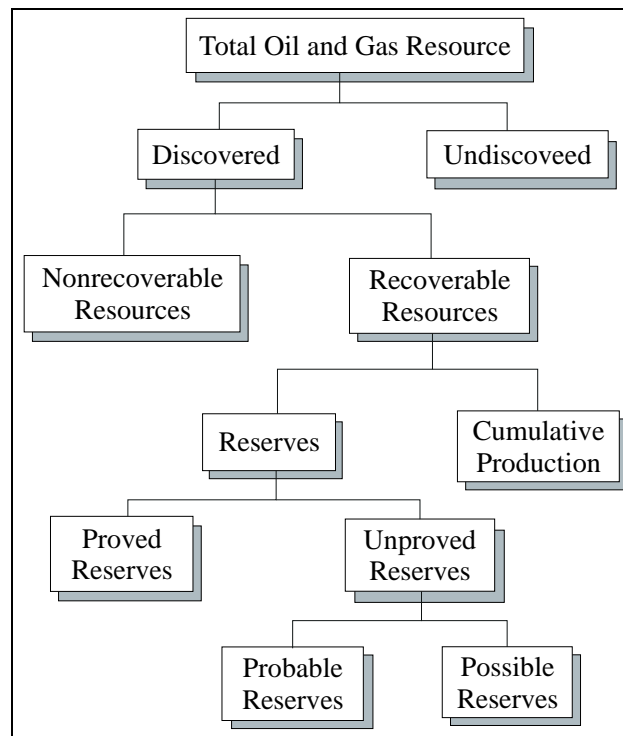 Total Oil and Gas Resource
Discovered
Undiscoveed
Nonrecoverable
Resources
Recoverable
Resources
Reserves
Cumulative
Production
Proved
Reserves
Unproved
Reserves
Probable
Reserves
Possible
Reserves